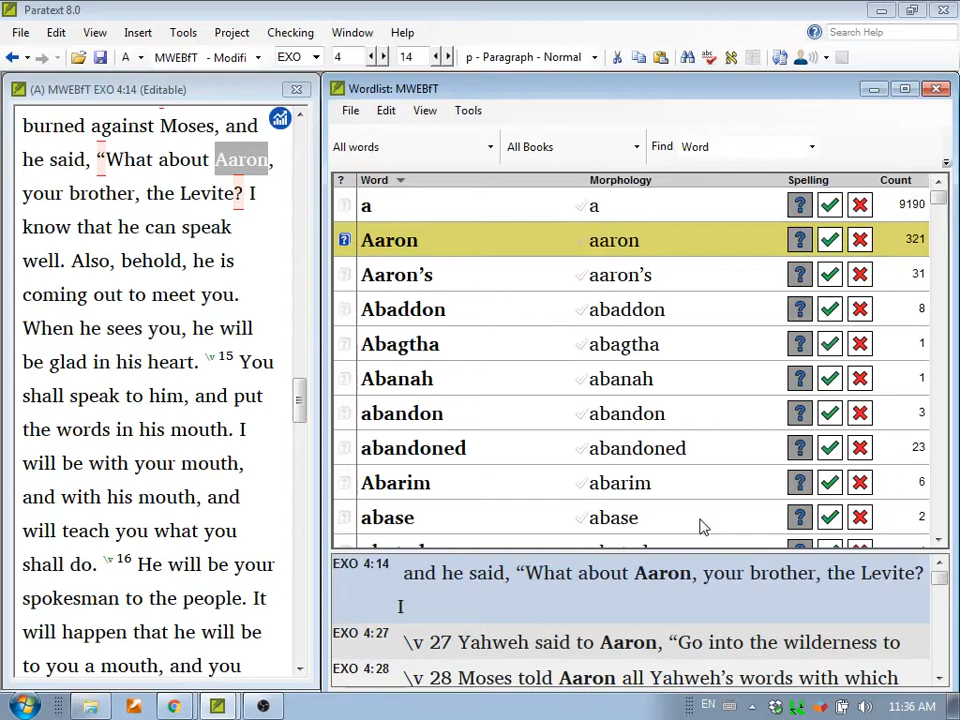 Paratext 8.0
File Edit View Insert Tools Project Checking Window Help
Search Help
A MWEBfT - Modifi EXO 4 14 p - Paragraph - Normal
(A) MWEBfT EXO 4:14 (Editable)
burned against Moses, and
he said, “What about Aaron,
your brother, the Levite? I
know that he can speak
well. Also, behold, he is
coming out to meet you.
When he sees you, he will
be glad in his heart. \v 15 You
shall speak to him, and put
the words in his mouth. I
will be with your mouth,
and with his mouth, and
will teach you what you
shall do. \v 16 He will be your
spokesman to the people. It
will happen that he will be
to you a mouth, and you
Wordlist: MWEBfT
File Edit View Tools
All words All Books Find Word
? Word Morphology Spelling Count
a a 9190
Aaron aaron 321
Aaron’s aaron’s 31
Abaddon abaddon 8
Abagtha abagtha 1
Abanah abanah 1
abandon abandon 3
abandoned abandoned 23
Abarim abarim 6
abase abase 2
EXO 4:14 and he said, “What about Aaron, your brother, the Levite?
I
EXO 4:27 \v 27 Yahweh said to Aaron, “Go into the wilderness to
EXO 4:28 \v 28 Moses told Aaron all Yahweh’s words with which
EN 11:36 AM